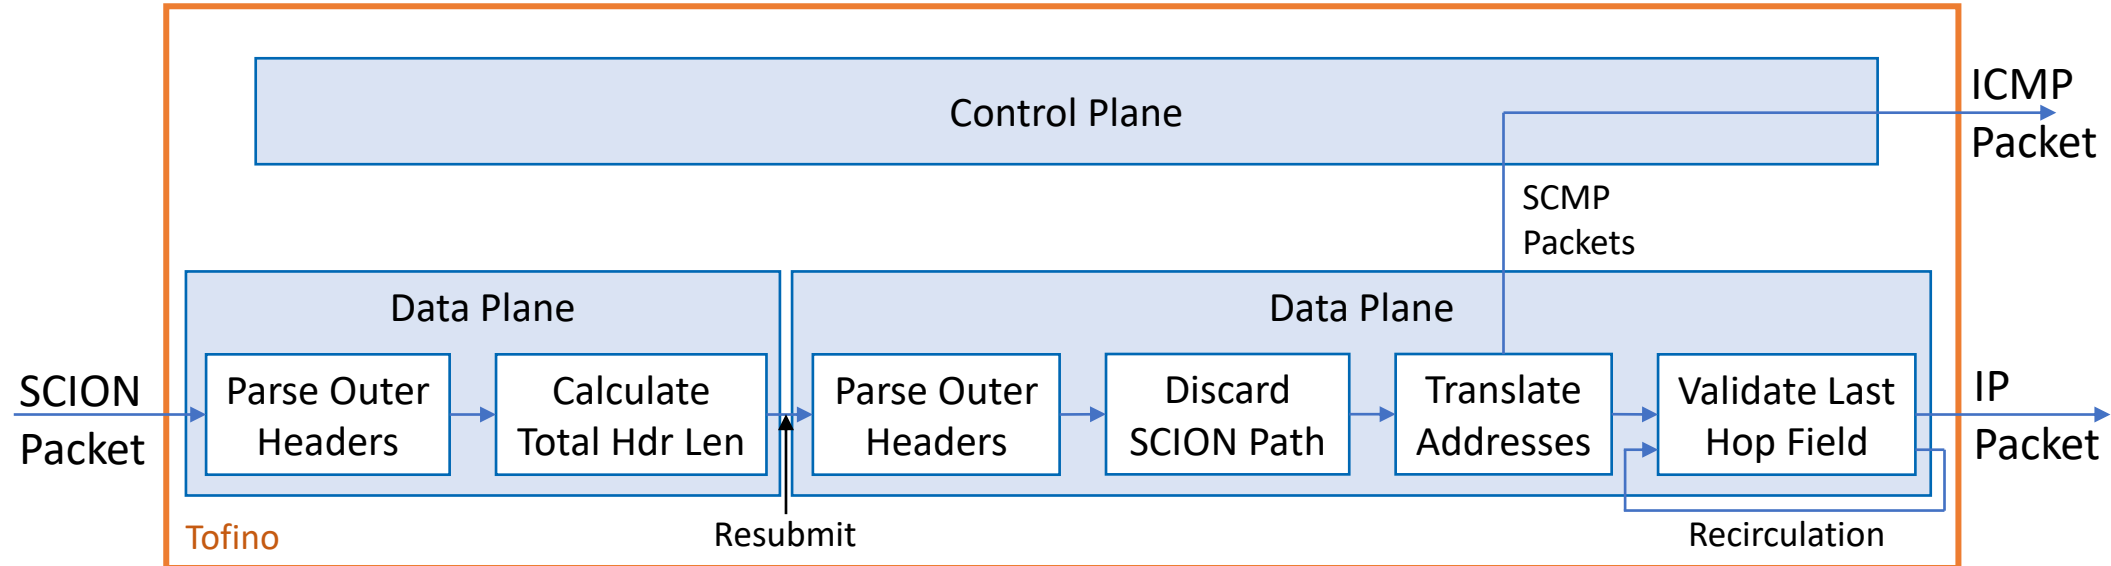 Control Plane
ICMP
Packet
SCMP
Packets
Data Plane
Data Plane
SCION
Packet
Parse Outer
Headers
Calculate
Total Hdr Len
Parse Outer
Headers
Discard
SCION Path
Translate
Addresses
Validate Last
Hop Field
IP
Packet
Tofino
Resubmit
Recirculation